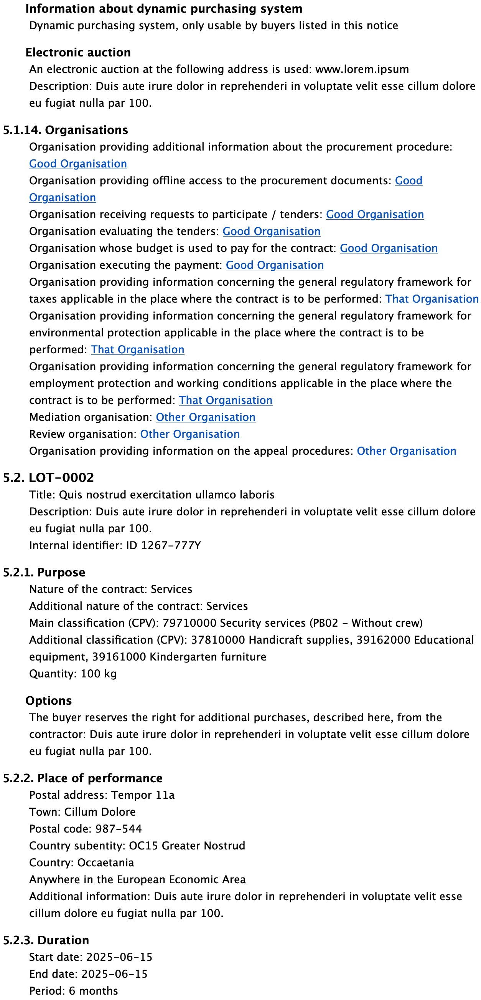 Information about dynamic purchasing system
Dynamic purchasing system, only usable by buyers listed in this notice
Electronic auction
An electronic auction at the following address is used: www.lorem.ipsum
Description: Duis aute irure dolor in reprehenderi in voluptate velit esse cillum dolore
eu fugiat nulla par 100.
5.1.14. Organisations
Organisation providing additional information about the procurement procedure:
Good Organisation
Organisation providing offline access to the procurement documents: Good
Organisation
Organisation receiving requests to participate / tenders: Good Organisation
Organisation evaluating the tenders: Good Organisation
Organisation whose budget is used to pay for the contract: Good Organisation
Organisation executing the payment: Good Organisation
Organisation providing information concerning the general regulatory framework for
taxes applicable in the place where the contract is to be performed: That Organisation
Organisation providing information concerning the general regulatory framework for
environmental protection applicable in the place where the contract is to be
performed: That Organisation
Organisation providing information concerning the general regulatory framework for
employment protection and working conditions applicable in the place where the
contract is to be performed: That Organisation
Mediation organisation: Other Organisation
Review organisation: Other Organisation
Organisation providing information on the appeal procedures: Other Organisation
5.2. LOT-0002
Title: Quis nostrud exercitation ullamco laboris
Description: Duis aute irure dolor in reprehenderi in voluptate velit esse cillum dolore
eu fugiat nulla par 100.
Internal identifier: ID 1267-777Y
5.2.1. Purpose
Nature of the contract: Services
Additional nature of the contract: Services
Main classification (CPV): 79710000 Security services (PB02 - Without crew)
Additional classification (CPV): 37810000 Handicraft supplies, 39162000 Educational
equipment, 39161000 Kindergarten furniture
Quantity: 100 kg
Options
The buyer reserves the right for additional purchases, described here, from the
contractor: Duis aute irure dolor in reprehenderi in voluptate velit esse cillum dolore
eu fugiat nulla par 100.
5.2.2. Place of performance
Postal address: Tempor 11a
Town: Cillum Dolore
Postal code: 987-544
Country subentity: OC15 Greater Nostrud
Country: Occaetania
Anywhere in the European Economic Area
Additional information: Duis aute irure dolor in reprehenderi in voluptate velit esse
cillum dolore eu fugiat nulla par 100.
5.2.3. Duration
Start date: 2025-06-15
End date: 2025-06-15
Period: 6 months